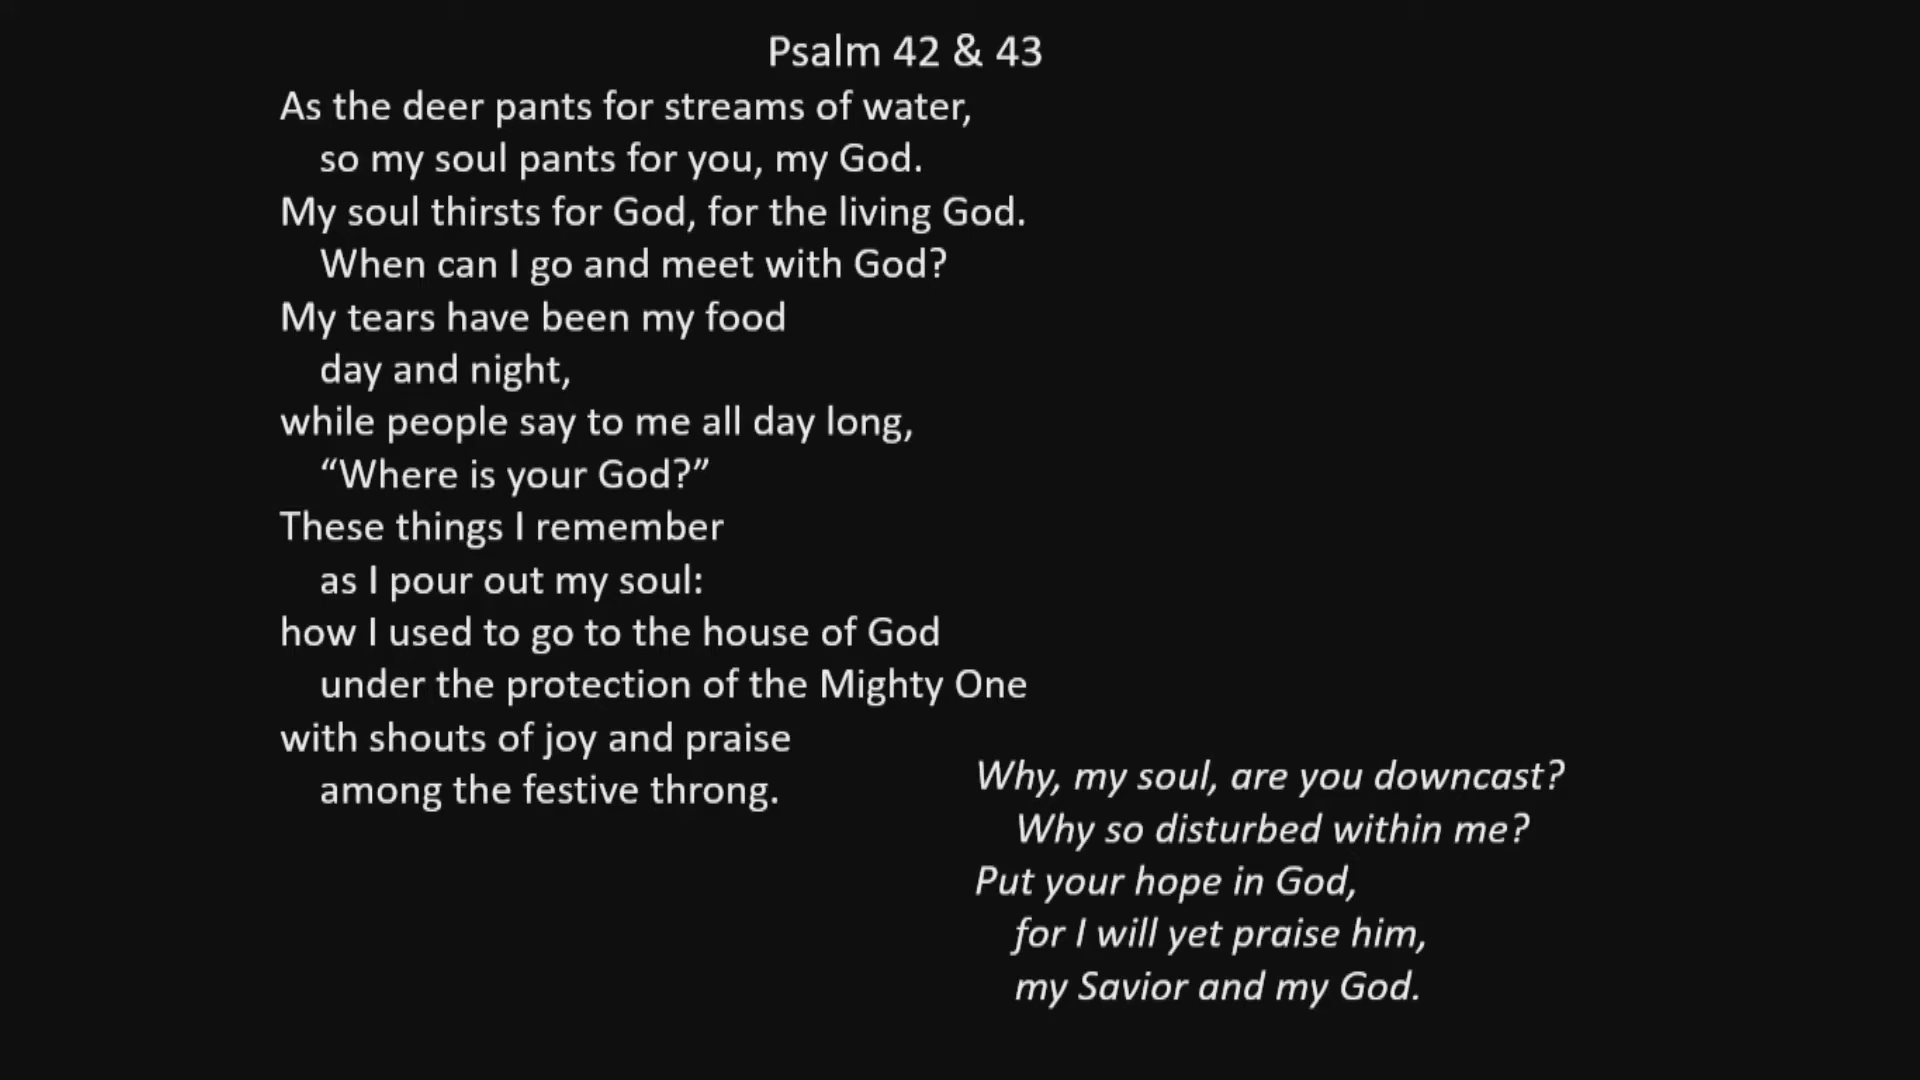 Psalm 42 & 43
As the deer pants for streams of water,
so my soul pants for you, my God.
My soul thirsts for God, for the living God.
When can I go and meet with God?
My tears have been my food
day and night,
while people say to me all day long,
“Where is your God?”
These things I remember
as I pour out my soul:
how I used to go to the house of God
under the protection of the Mighty One
with shouts of joy and praise
among the festive throng.
Why, my soul, are you downcast?
Why so disturbed within me?
Put your hope in God,
for I will yet praise him,
my Savior and my God.